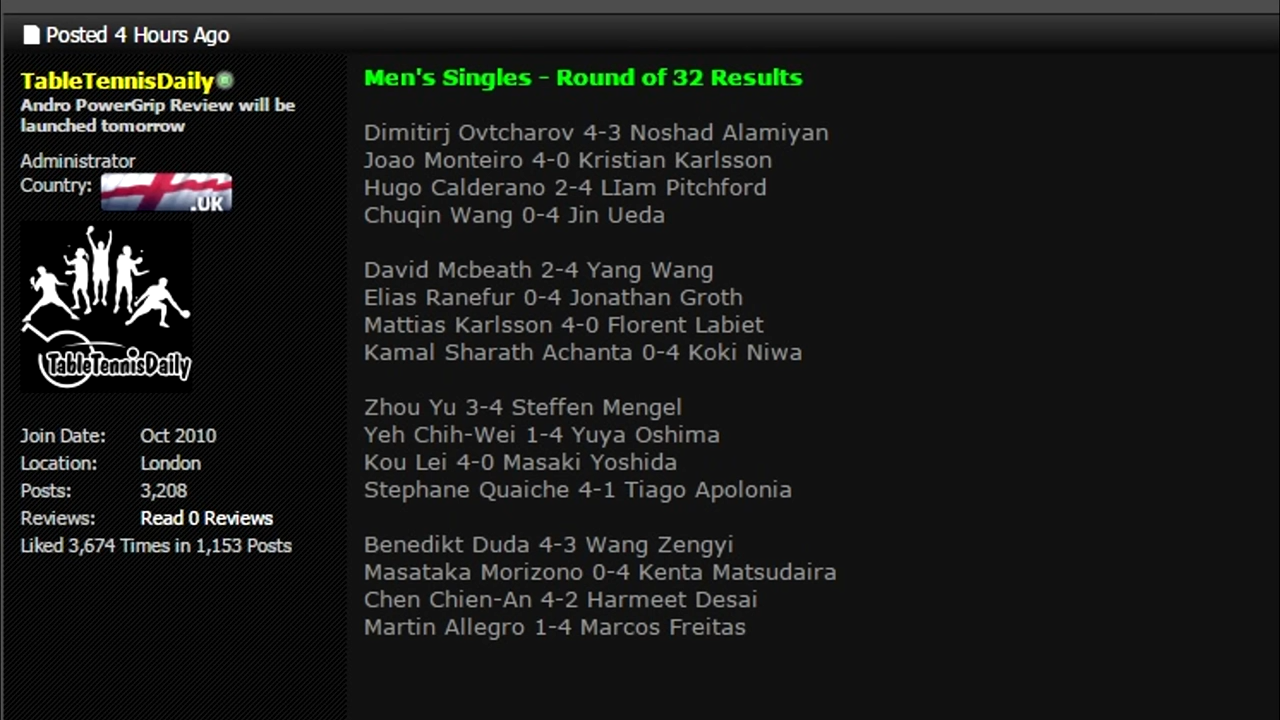 Posted 4 Hours Ago
TableTennisDaily
Andro PowerGrip Review will be
launched tomorrow
Administrator
Country:
.UK
TableTennisDaily
Join Date: Oct 2010
Location: London
Posts: 3,208
Reviews: Read 0 Reviews
Liked 3,674 Times in 1,153 Posts
Men's Singles - Round of 32 Results
Dimitirj Ovtcharov 4-3 Noshad Alamiyan
Joao Monteiro 4-0 Kristian Karlsson
Hugo Calderano 2-4 LIam Pitchford
Chuqin Wang 0-4 Jin Ueda
David Mcbeath 2-4 Yang Wang
Elias Ranefur 0-4 Jonathan Groth
Mattias Karlsson 4-0 Florent Labiet
Kamal Sharath Achanta 0-4 Koki Niwa
Zhou Yu 3-4 Steffen Mengel
Yeh Chih-Wei 1-4 Yuya Oshima
Kou Lei 4-0 Masaki Yoshida
Stephane Quaiche 4-1 Tiago Apolonia
Benedikt Duda 4-3 Wang Zengyi
Masataka Morizono 0-4 Kenta Matsudaira
Chen Chien-An 4-2 Harmeet Desai
Martin Allegro 1-4 Marcos Freitas